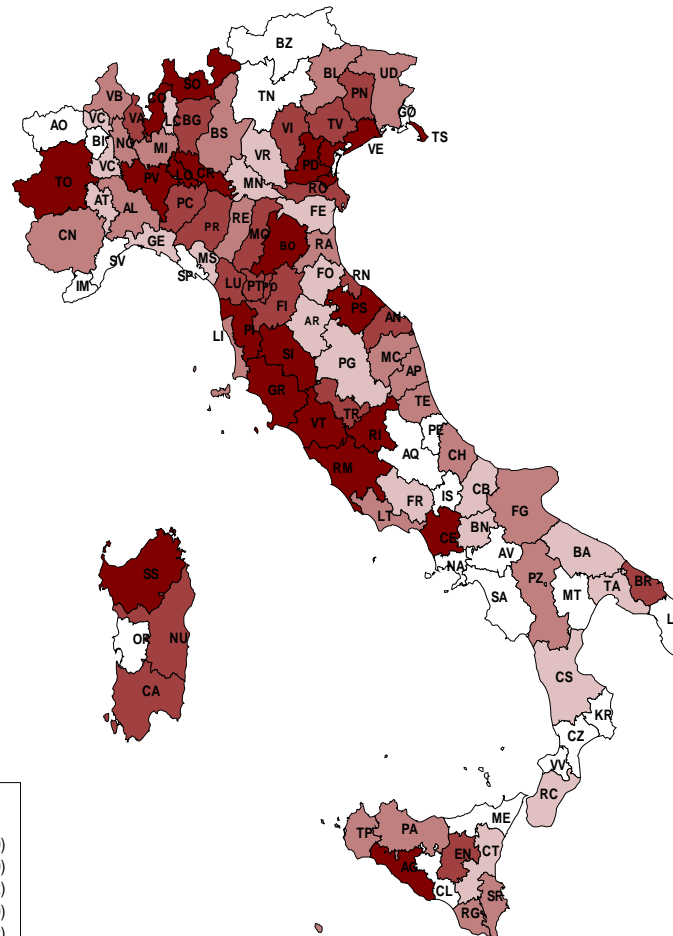 BZ
BL
UD
SO
TN
PN
VB
CO
VC
VA
LC
BG
GO
AO
BI
NO
MI
BS
VI
TV
TS
VE
VR
VC
TO
PV
LO
CR
PD
MN
RO
AT
AL
PC
FE
CN
GE
PR
RE
MO
BO
RA
SV
SP
MS
FO
RN
IM
LU
PT
PO
FI
PS
AN
LI
PI
AR
SI
PG
MC
AP
GR
TE
VT
TR
RI
PE
RM
AQ
CH
FR
IS
CB
LT
FG
BN
CE
AV
BA
NA
PZ
SS
SA
MT
TA
BR
L
OR
NU
CA
CS
KR
CZ
VV
RC
ME
TP
PA
EN
CT
AG
CL
SR
RG
)
)
)
)
)